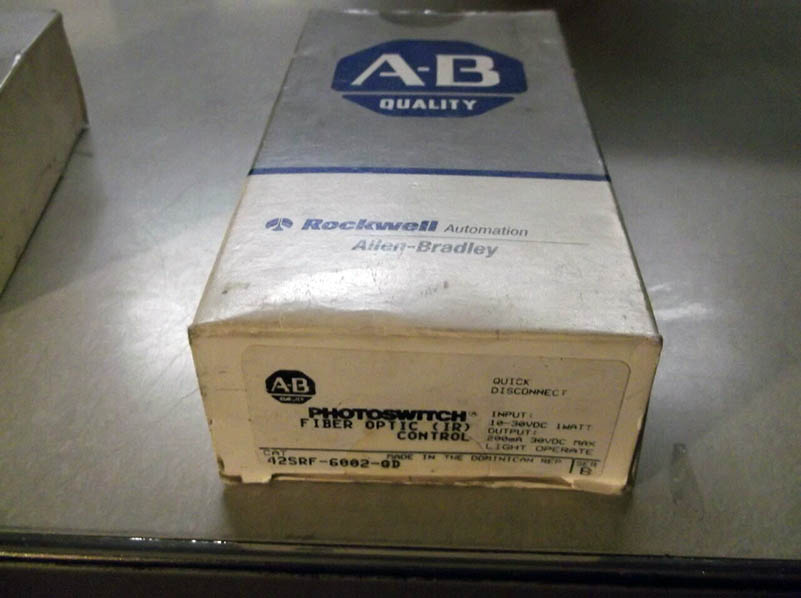 A-B
QUALITY
Rockwell Automation
Allen-Bradley
A-B
QUALITY
QUICK
DISCONNECT
PHOTOSWITCH®
FIBER OPTIC (IR)
CONTROL
INPUT:
10-30VDC 1WATT
OUTPUT:
200mA 30VDC MAX
LIGHT OPERATE
CAT
42SRF-6002-QD
MADE IN THE DOMINICAN REP
SER
B